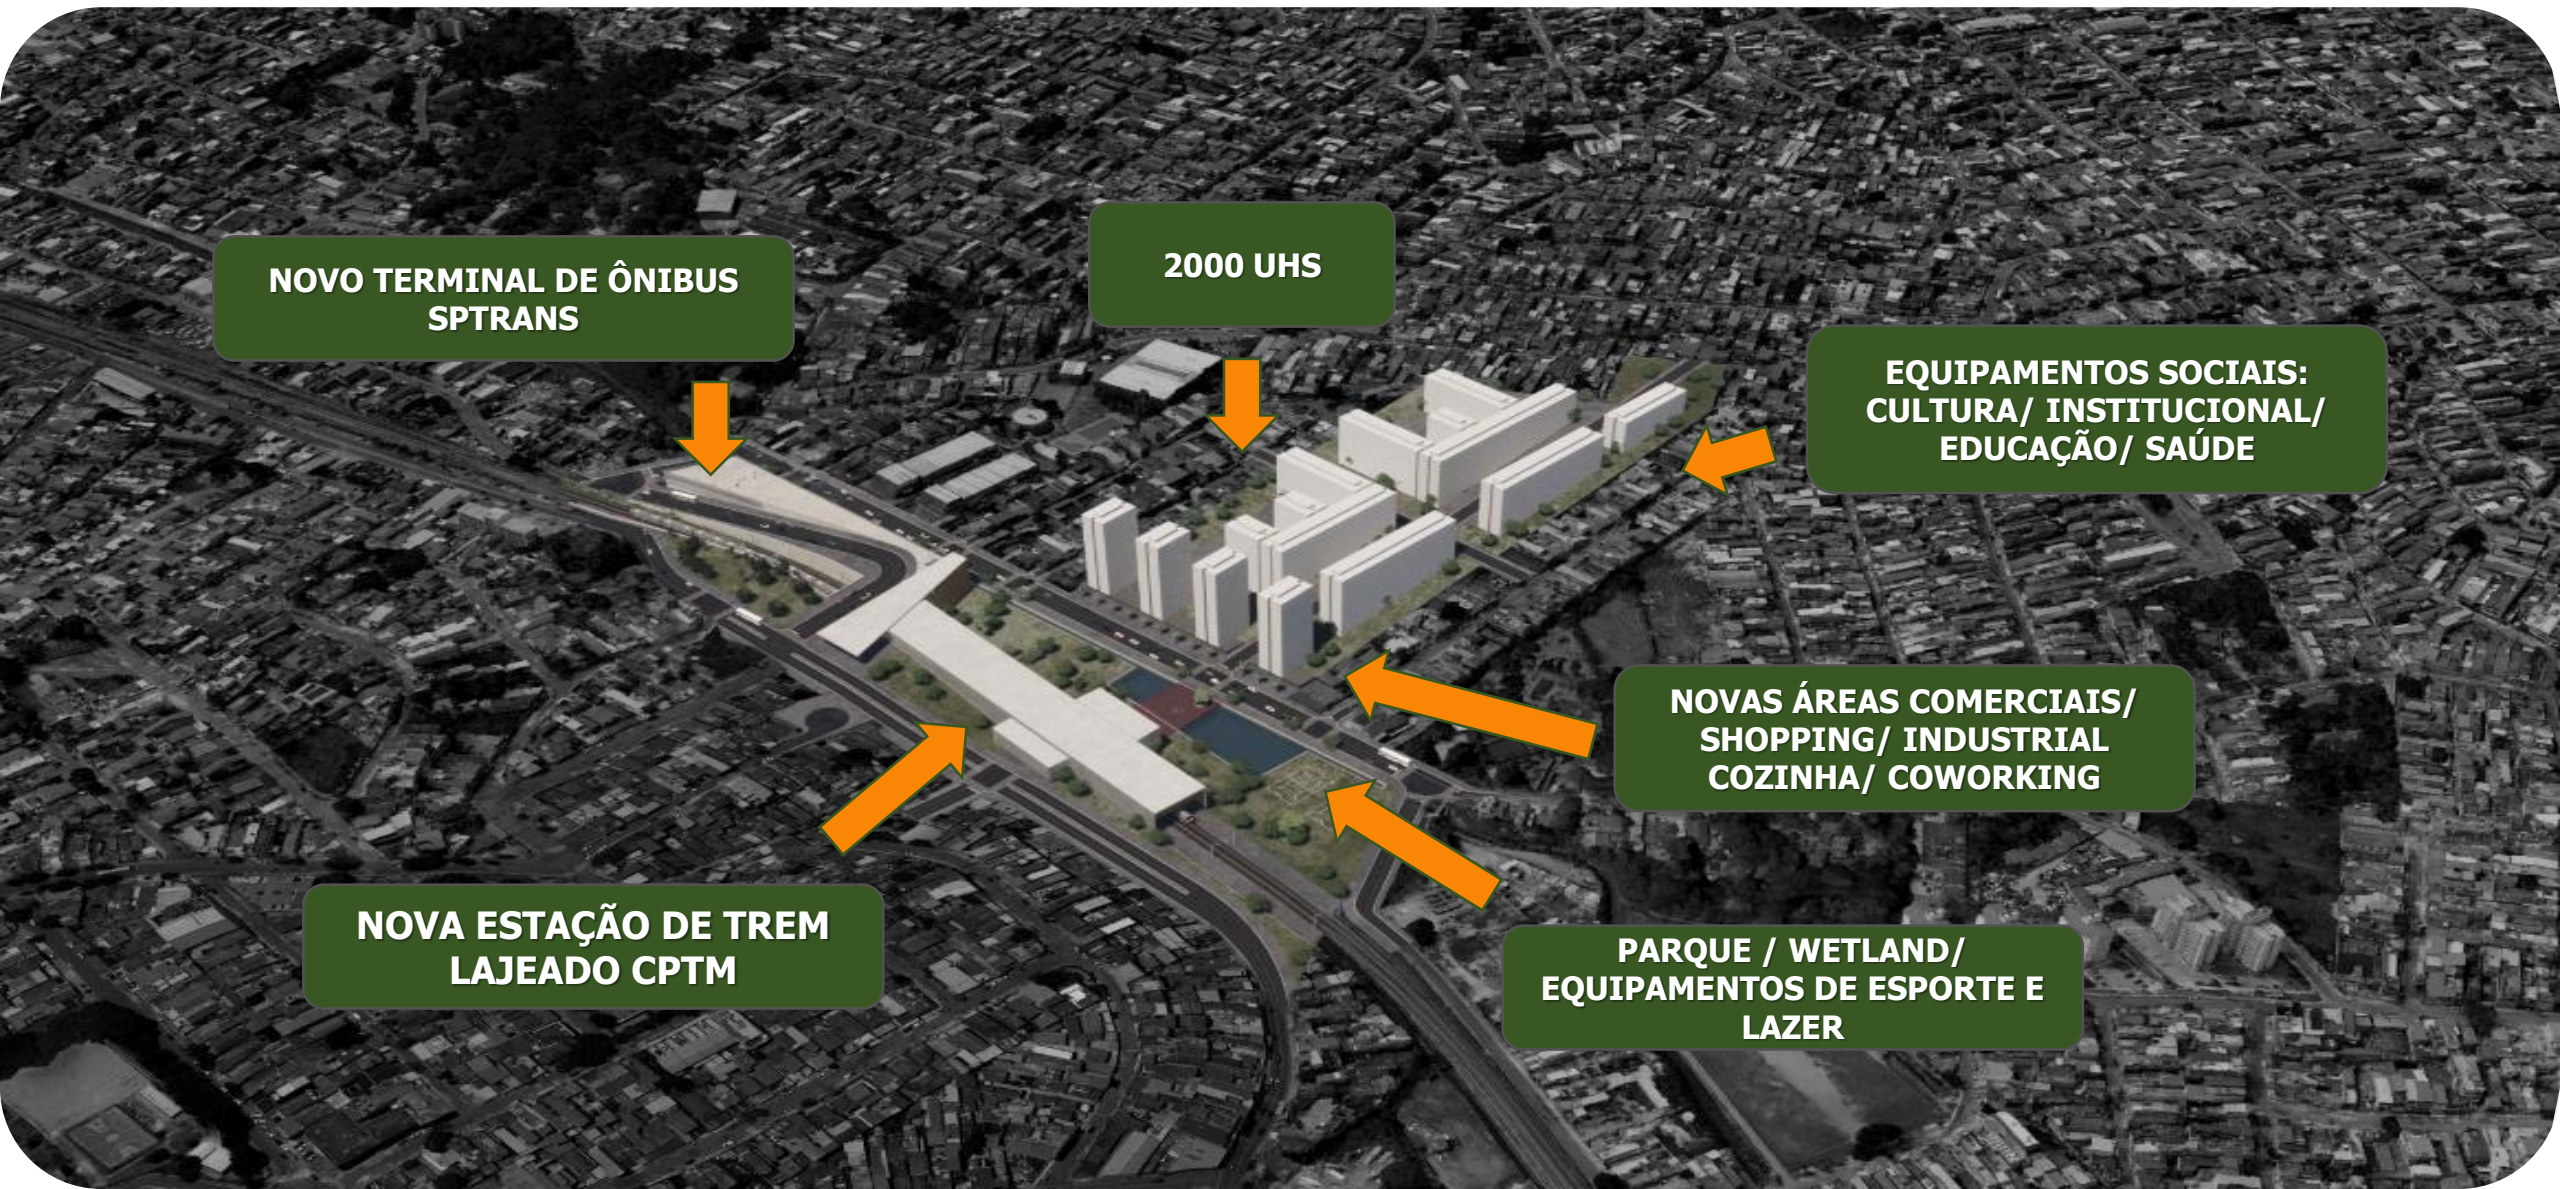 NOVO TERMINAL DE ÔNIBUS
SPTRANS
2000 UHS
EQUIPAMENTOS SOCIAIS:
CULTURA/ INSTITUCIONAL/
EDUCAÇÃO/ SAÚDE
NOVAS ÁREAS COMERCIAIS/
SHOPPING/ INDUSTRIAL
COZINHA/ COWORKING
NOVA ESTAÇÃO DE TREM
LAJEADO CPTM
PARQUE / WETLAND/
EQUIPAMENTOS DE ESPORTE E
LAZER